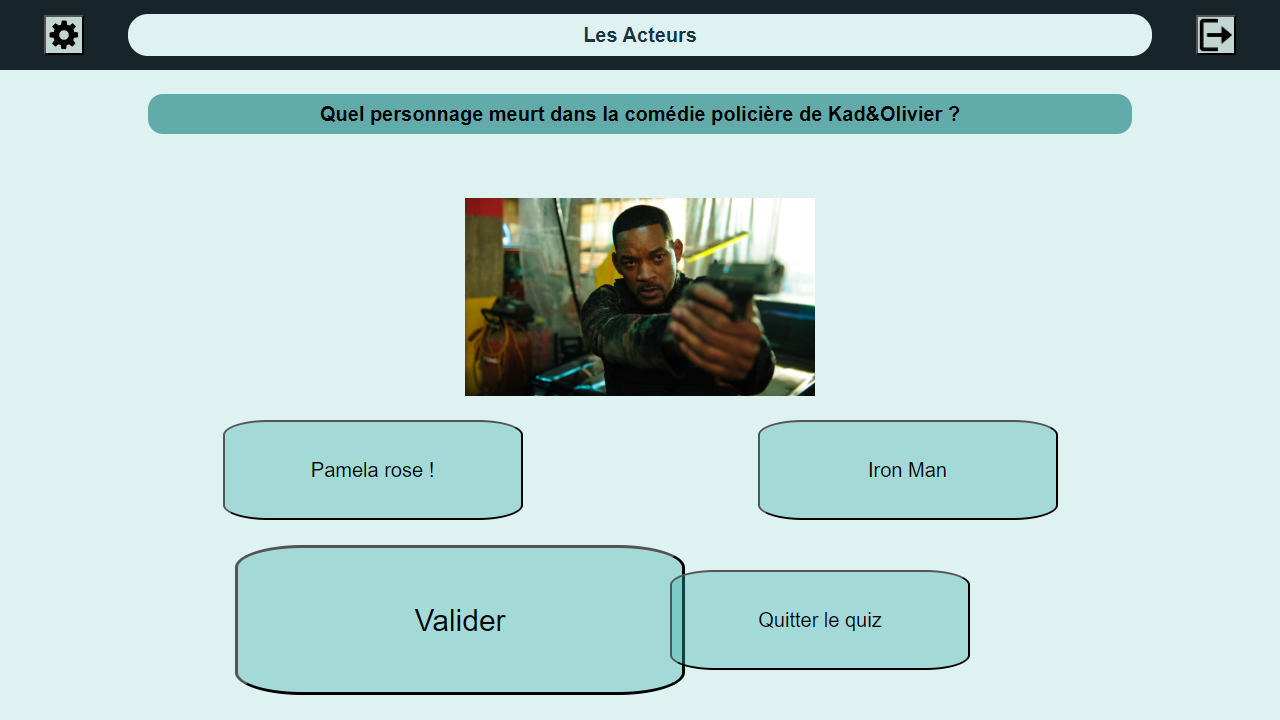 Les Acteurs
Quel personnage meurt dans la comédie policière de Kad&Olivier ?
Pamela rose !
Iron Man
Valider
Quitter le quiz